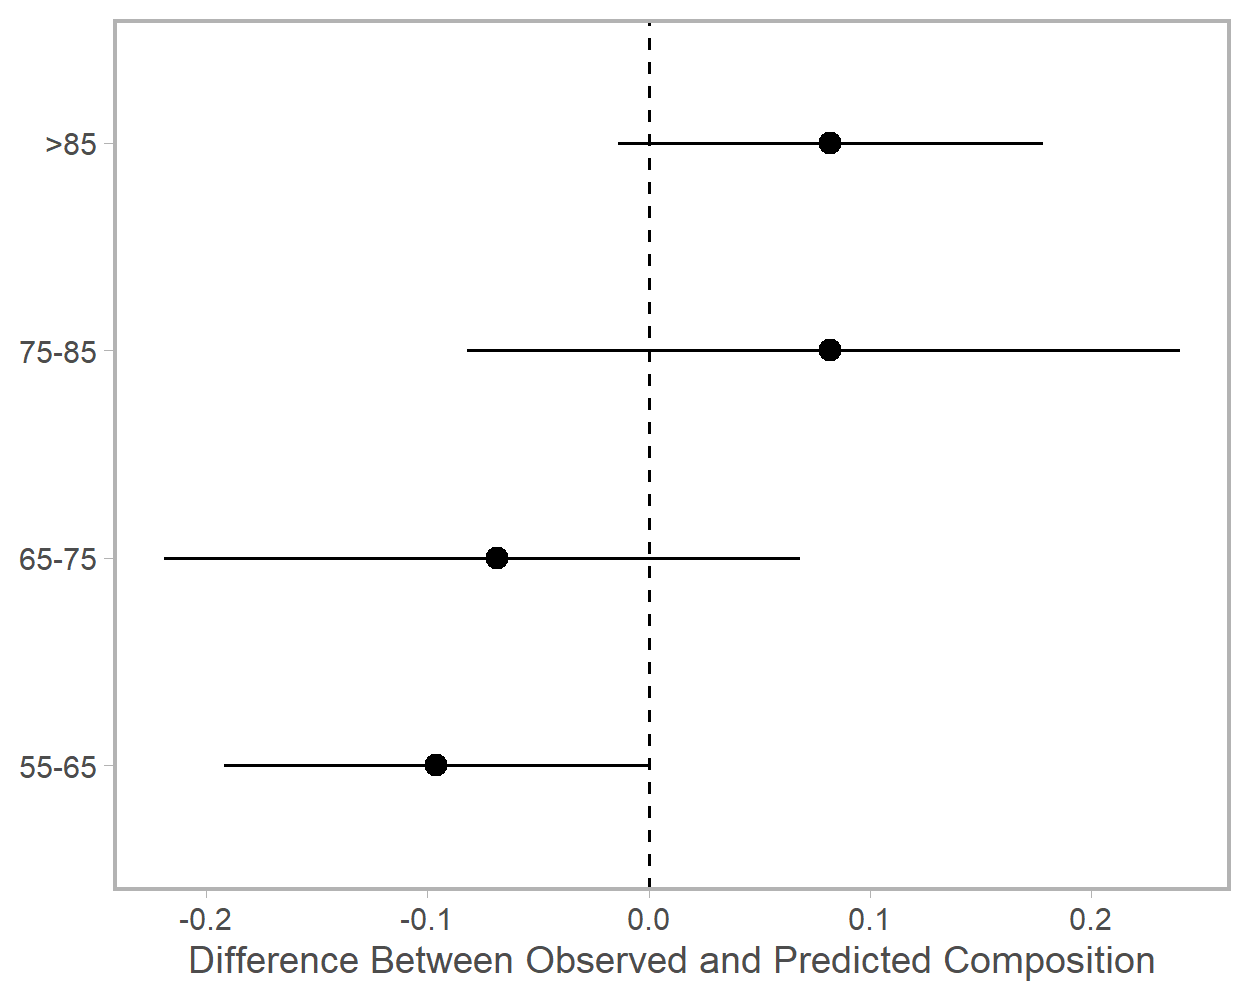 >85
75-85
65-75
55-65
-0.2 -0.1 0.0 0.1 0.2
Difference Between Observed and Predicted Composition